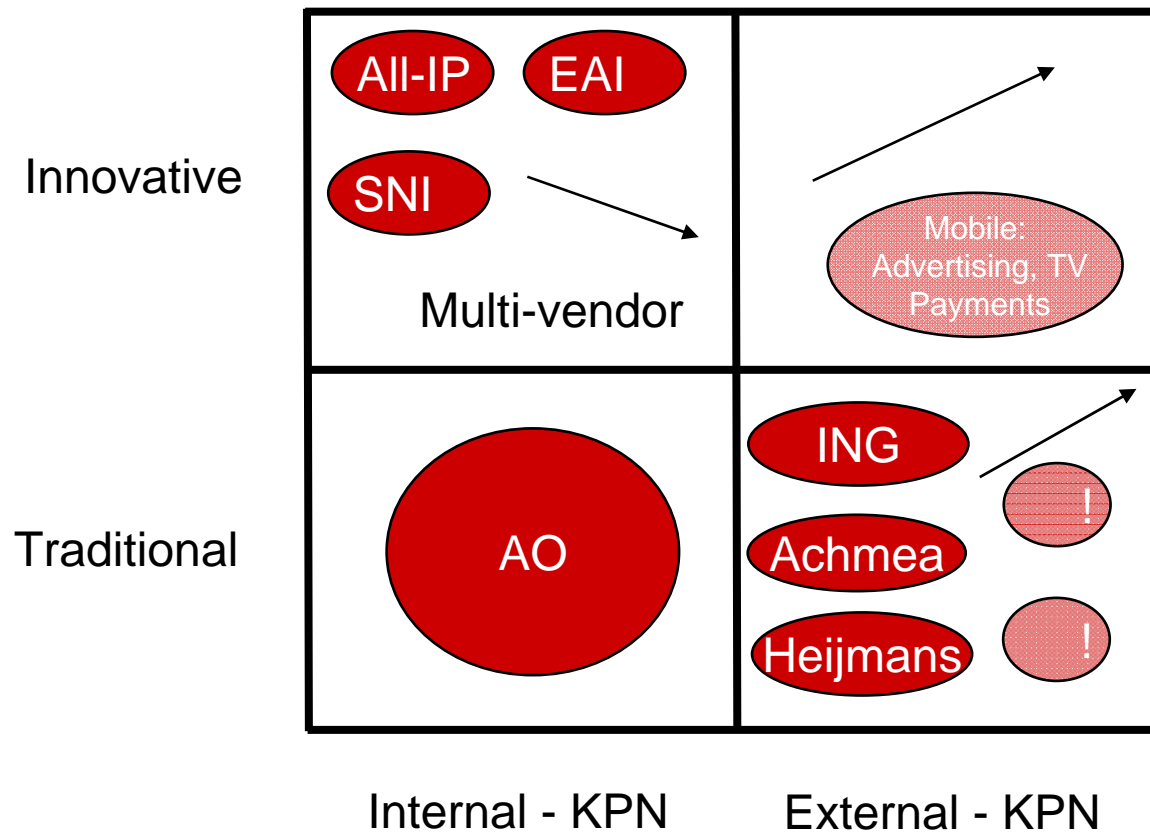 All-IP
EAI
Innovative
SNI
Mobile:
Advertising, TV
Payments
Multi-vendor
ING
!
Traditional
AO
Achmea
Heijmans
!
Internal - KPN
External - KPN